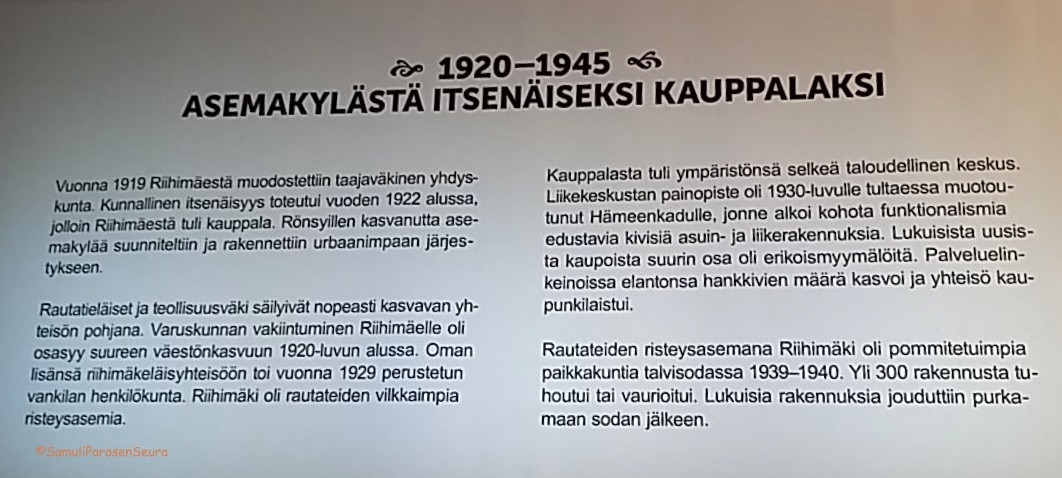 1920–1945
ASEMAKYLÄSTÄ ITSENÄISEKSI KAUPPALAKSI
Vuonna 1919 Riihimäestä muodostettiin taajaväkinen yhdys-
kunta. Kunnallinen itsenäisyys toteutui vuoden 1922 alussa,
jolloin Riihimäestä tuli kauppala. Rönsyillen kasvanutta ase-
makylää suunniteltiin ja rakennettiin urbaanimpaan järjes-
tykseen.
Rautatieläiset ja teollisuusväki säilyivät nopeasti kasvavan yh-
teisön pohjana. Varuskunnan vakiintuminen Riihimäelle oli
osasyy suureen väestönkasvuun 1920-luvun alussa. Oman
lisänsä riihimäkeläisyhteisöön toi vuonna 1929 perustetun
vankilan henkilökunta. Riihimäki oli rautateiden vilkkaimpia
risteysasemia.
Kauppalasta tuli ympäristönsä selkeä taloudellinen keskus.
Liikekeskustan painopiste oli 1930-luvulle tultaessa muotou-
tunut Hämeenkadulle, jonne alkoi kohota funktionalismia
edustavia kivisiä asuin- ja liikerakennuksia. Lukuisista uusis-
ta kaupoista suurin osa oli erikoismyymälöitä. Palveluelin-
keinoissa elantonsa hankkivien määrä kasvoi ja yhteisö kau-
punkilaistui.
Rautateiden risteysasemana Riihimäki oli pommitetuimpia
paikkakuntia talvisodassa 1939–1940. Yli 300 rakennusta tu-
houtui tai vaurioitui. Lukuisia rakennuksia jouduttiin purka-
maan sodan jälkeen.
©SamuliParosenSeura